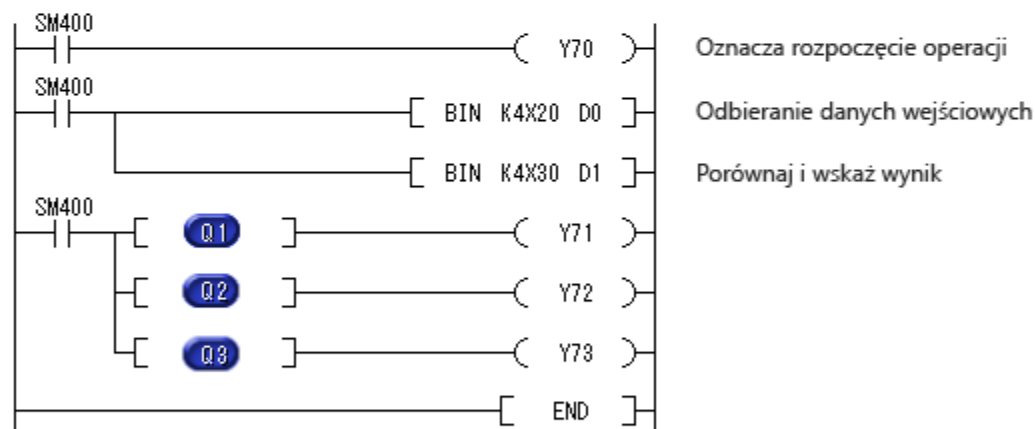 SM400
Y70 Oznacza rozpoczęcie operacji
SM400
BIN K4X20 D0 Odbieranie danych wejściowych
BIN K4X30 D1 Porównaj i wskaż wynik
SM400
Q1 Y71
Q2 Y72
Q3 Y73
END